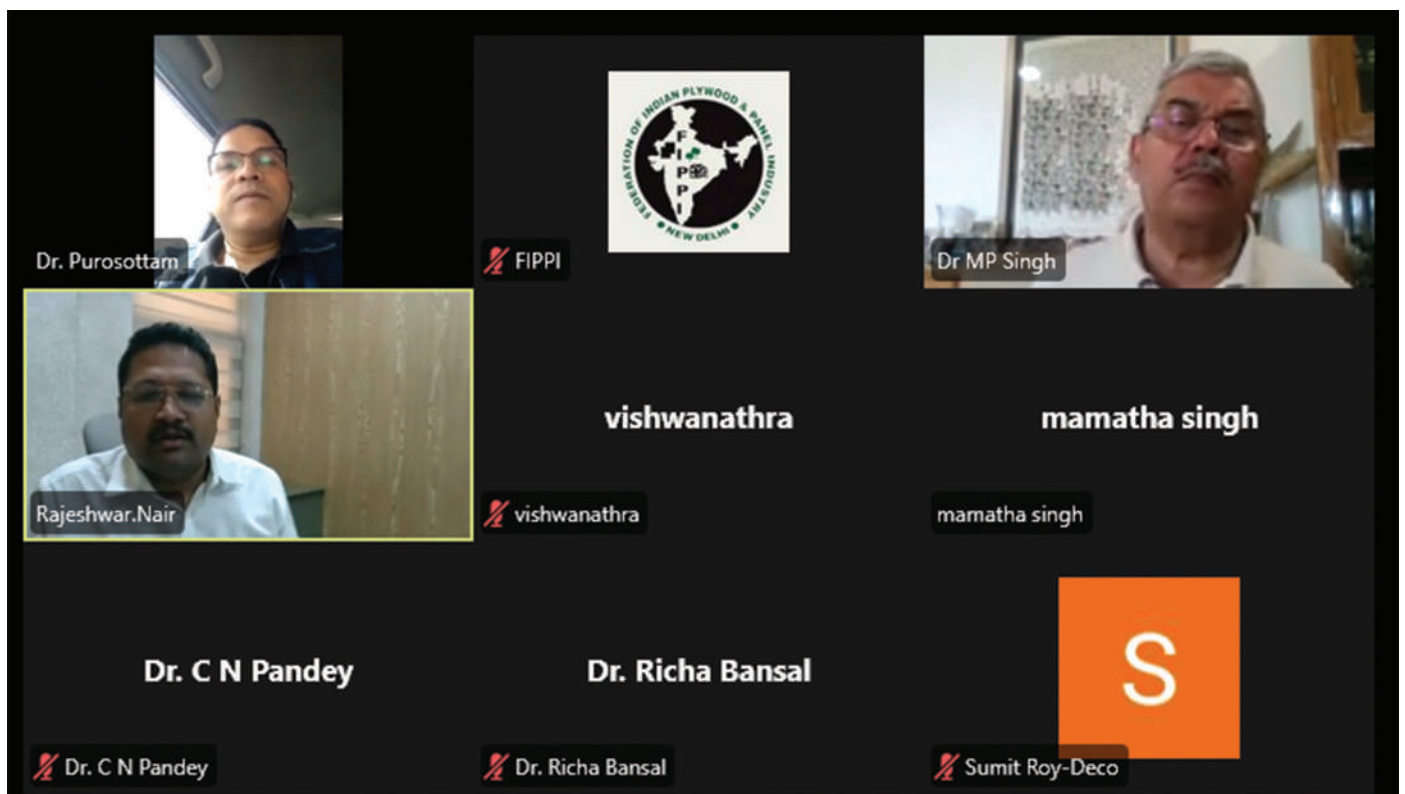 Dr. Purosottam
FEDERATION OF INDIAN PLYWOOD & PANEL INDUSTRY
FIPPI
• NEW DELHI •
FIPPI
Dr MP Singh
Rajeshwar.Nair
vishwanathra
vishwanathra
mamatha singh
mamatha singh
Dr. C N Pandey
Dr. C N Pandey
Dr. Richa Bansal
Dr. Richa Bansal
S
Sumit Roy-Deco